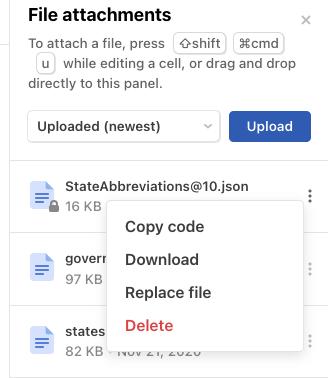 File attachments
To attach a file, press ⇧shift ⌘cmd
u while editing a cell, or drag and drop
directly to this panel.
Uploaded (newest)
Upload
StateAbbreviations@10.json
16 KB
Copy code
Download
Replace file
Delete
97 KB
states
82 KB Nov 21, 2020